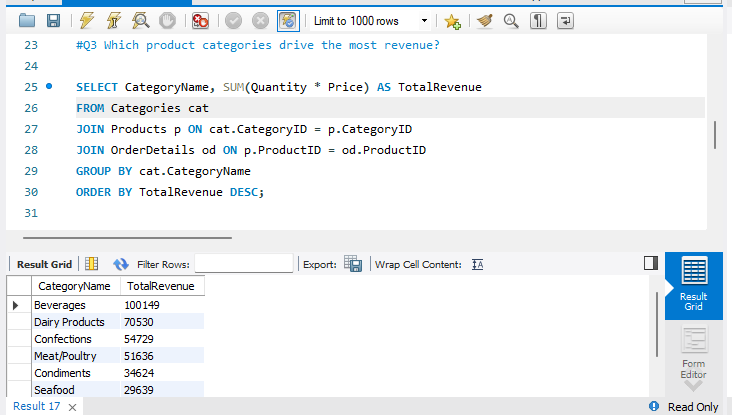 Limit to 1000 rows
23 #Q3 Which product categories drive the most revenue?
24
25 SELECT CategoryName, SUM(Quantity * Price) AS TotalRevenue
26 FROM Categories cat
27 JOIN Products p ON cat.CategoryID = p.CategoryID
28 JOIN OrderDetails od ON p.ProductID = od.ProductID
29 GROUP BY cat.CategoryName
30 ORDER BY TotalRevenue DESC;
31
Result Grid Filter Rows: Export: Wrap Cell Content: IA
CategoryName TotalRevenue
Beverages 100149
Dairy Products 70530
Confections 54729
Meat/Poultry 51636
Condiments 34624
Seafood 29639
Result Grid
Form Editor
Result 17 × Read Only